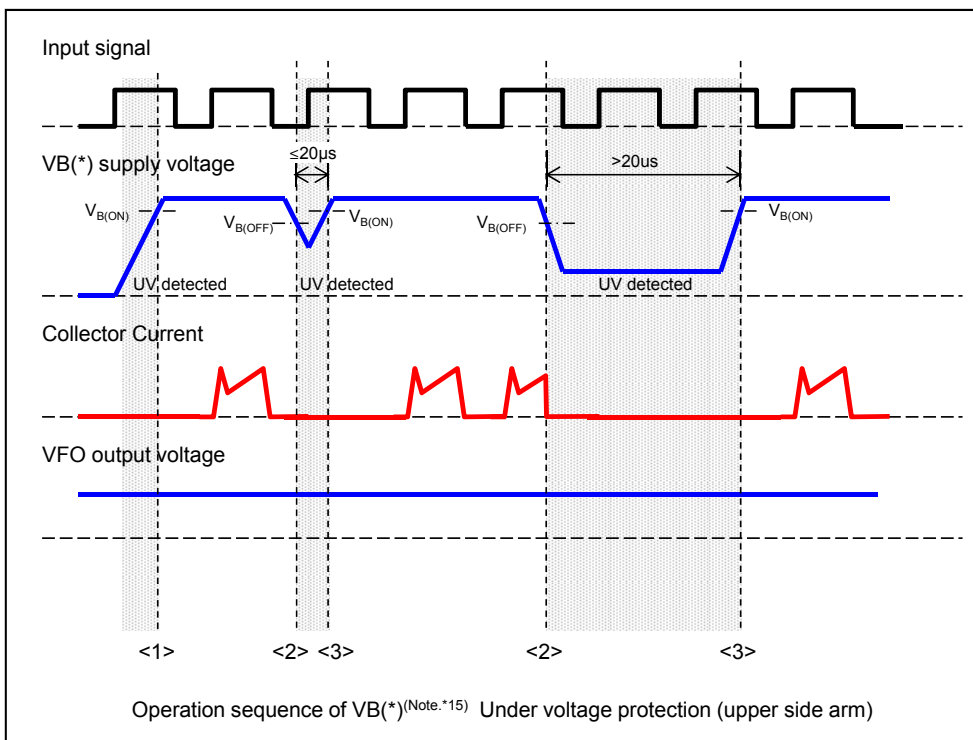 Input signal
VB(*) supply voltage
≤20µs
>20us
VB(ON)
VB(OFF)
VB(ON)
VB(OFF)
VB(ON)
UV detected
UV detected
UV detected
Collector Current
VFO output voltage
<1>
<2>
<3>
<2>
<3>
Operation sequence of VB(*)(Note.*15) Under voltage protection (upper side arm)